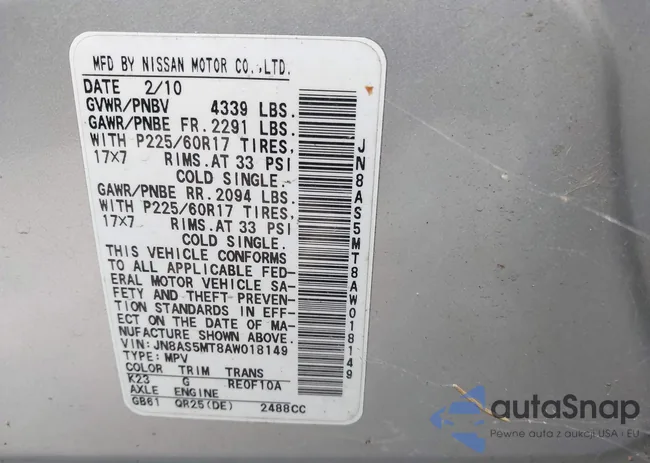 MFD BY NISSAN MOTOR CO.,LTD.
DATE 2/10
GVWR/PNBV 4339 LBS.
GAWR/PNBE FR.2291 LBS.
WITH P225/60R17 TIRES,
17×7 RIMS.AT 33 PSI
COLD SINGLE.
GAWR/PNBE RR.2094 LBS.
WITH P225/60R17 TIRES,
17×7 RIMS.AT 33 PSI
COLD SINGLE.
THIS VEHICLE CONFORMS
TO ALL APPLICABLE FED-
ERAL MOTOR VEHICLE SA-
FETY AND THEFT PREVEN-
TION STANDARDS IN EFF-
ECT ON THE DATE OF MA-
NUFACTURE SHOWN ABOVE.
VIN: JN8AS5MT8AW018149
TYPE: MPV
COLOR TRIM TRANS
K23 G RE0F10A
AXLE ENGINE
GB61 QR25(DE) 2488CC
JN8AS5MT8AW018149
autaSnap
Pewne auta z aukcji USA i EU